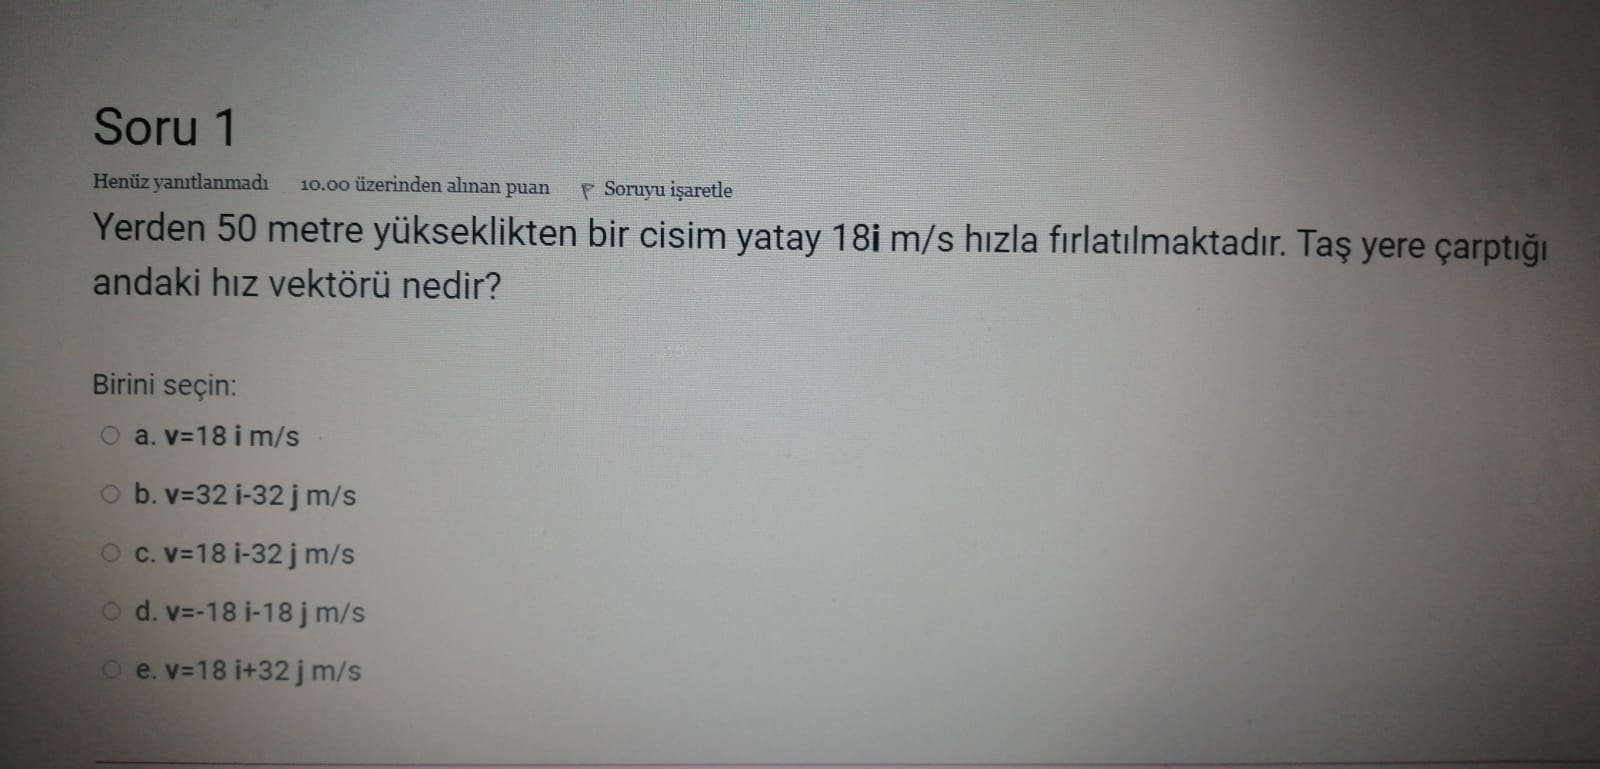 Soru 1
Henüz yanıtlanmadı 10.00 üzerinden alınan puan Soruyu işaretle
Yerden 50 metre yükseklikten bir cisim yatay 18i m/s hızla fırlatılmaktadır. Taş yere çarptığı
andaki hız vektörü nedir?
Birini seçin:
a. v=18 i m/s
b. v=32 i-32 j m/s
c. v=18 i-32 j m/s
d. v=-18 i-18 j m/s
e. v=18 i+32 j m/s